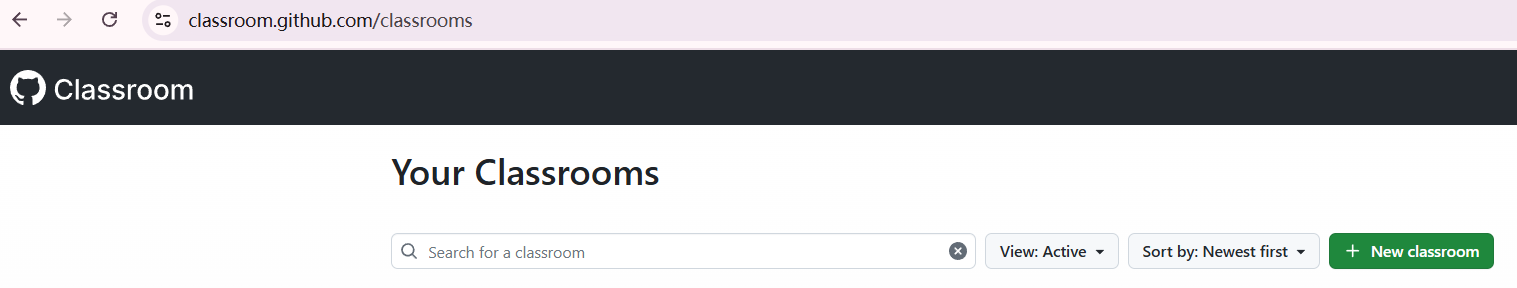 classroom.github.com/classrooms
Classroom
Your Classrooms
Search for a classroom
View: Active
Sort by: Newest first
New classroom